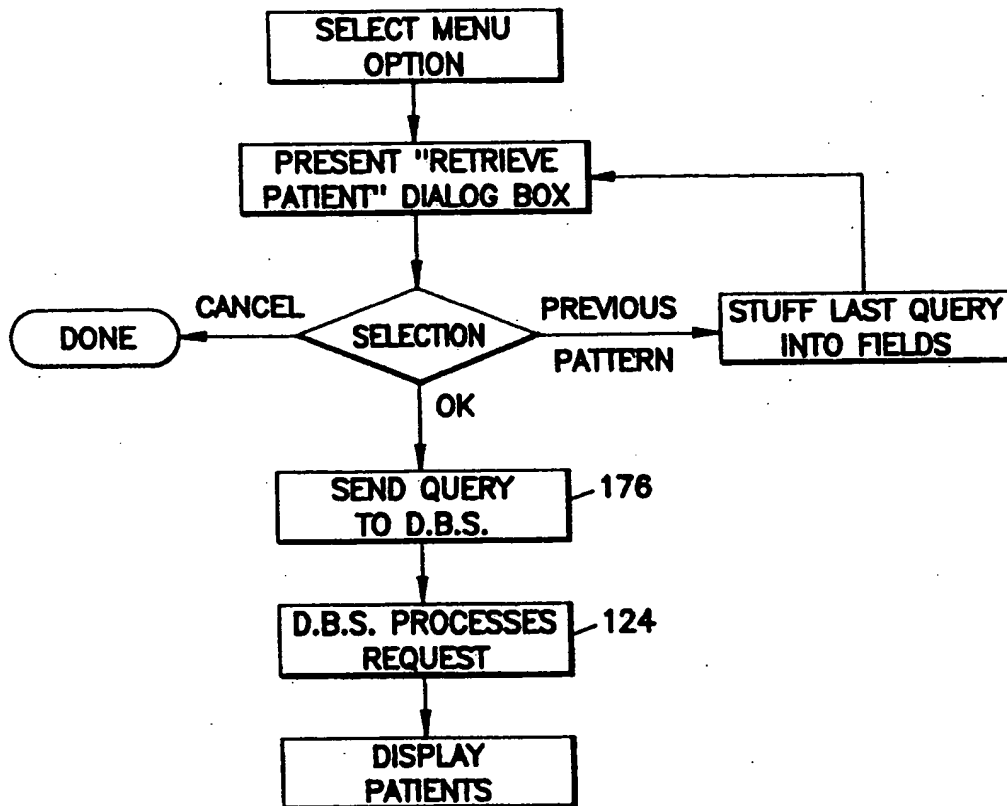 SELECT MENU
OPTION
PRESENT "RETRIEVE
PATIENT" DIALOG BOX
CANCEL
DONE
SELECTION
PREVIOUS
PATTERN
STUFF LAST QUERY
INTO FIELDS
OK
SEND QUERY
TO D.B.S.
176
D.B.S. PROCESSES
REQUEST
124
DISPLAY
PATIENTS